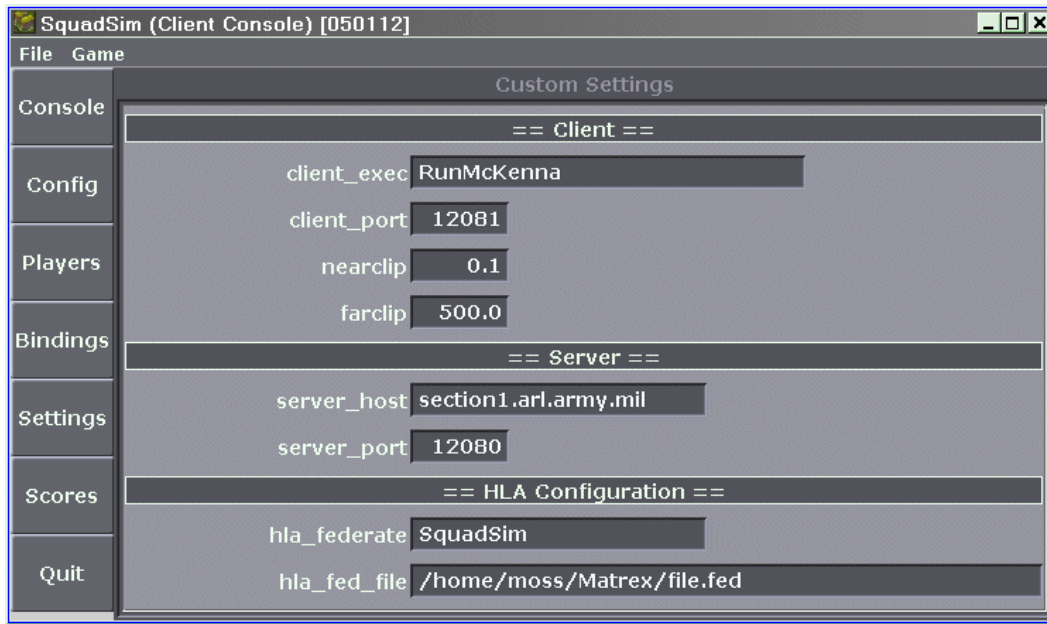 SquadSim (Client Console) [050112]
File Game
Custom Settings
Console
Config
Players
Bindings
Settings
Scores
Quit
== Client ==
client_exec RunMcKenna
client_port 12081
nearclip 0.1
farclip 500.0
== Server ==
server_host section1.arl.army.mil
server_port 12080
== HLA Configuration ==
hla_federate SquadSim
hla_fed_file /home/moss/Matrex/file.fed